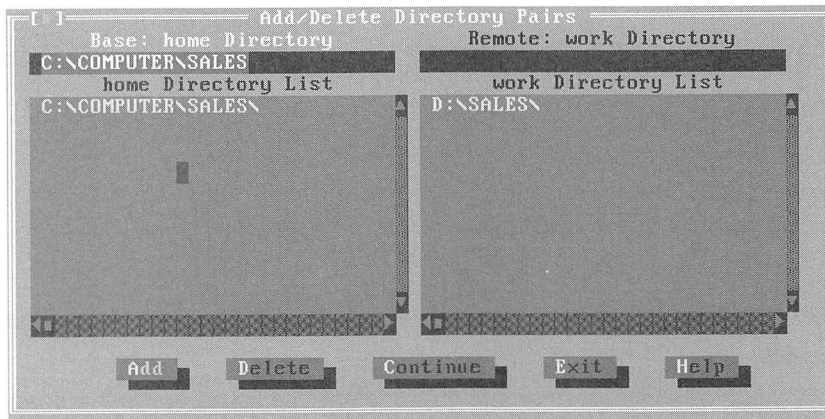 Add/Delete Directory Pairs
Base: home Directory
C:\COMPUTER\SALES
home Directory List
C:\COMPUTER\SALES\
Remote: work Directory
work Directory List
D:\SALES\
Add Delete Continue Exit Help